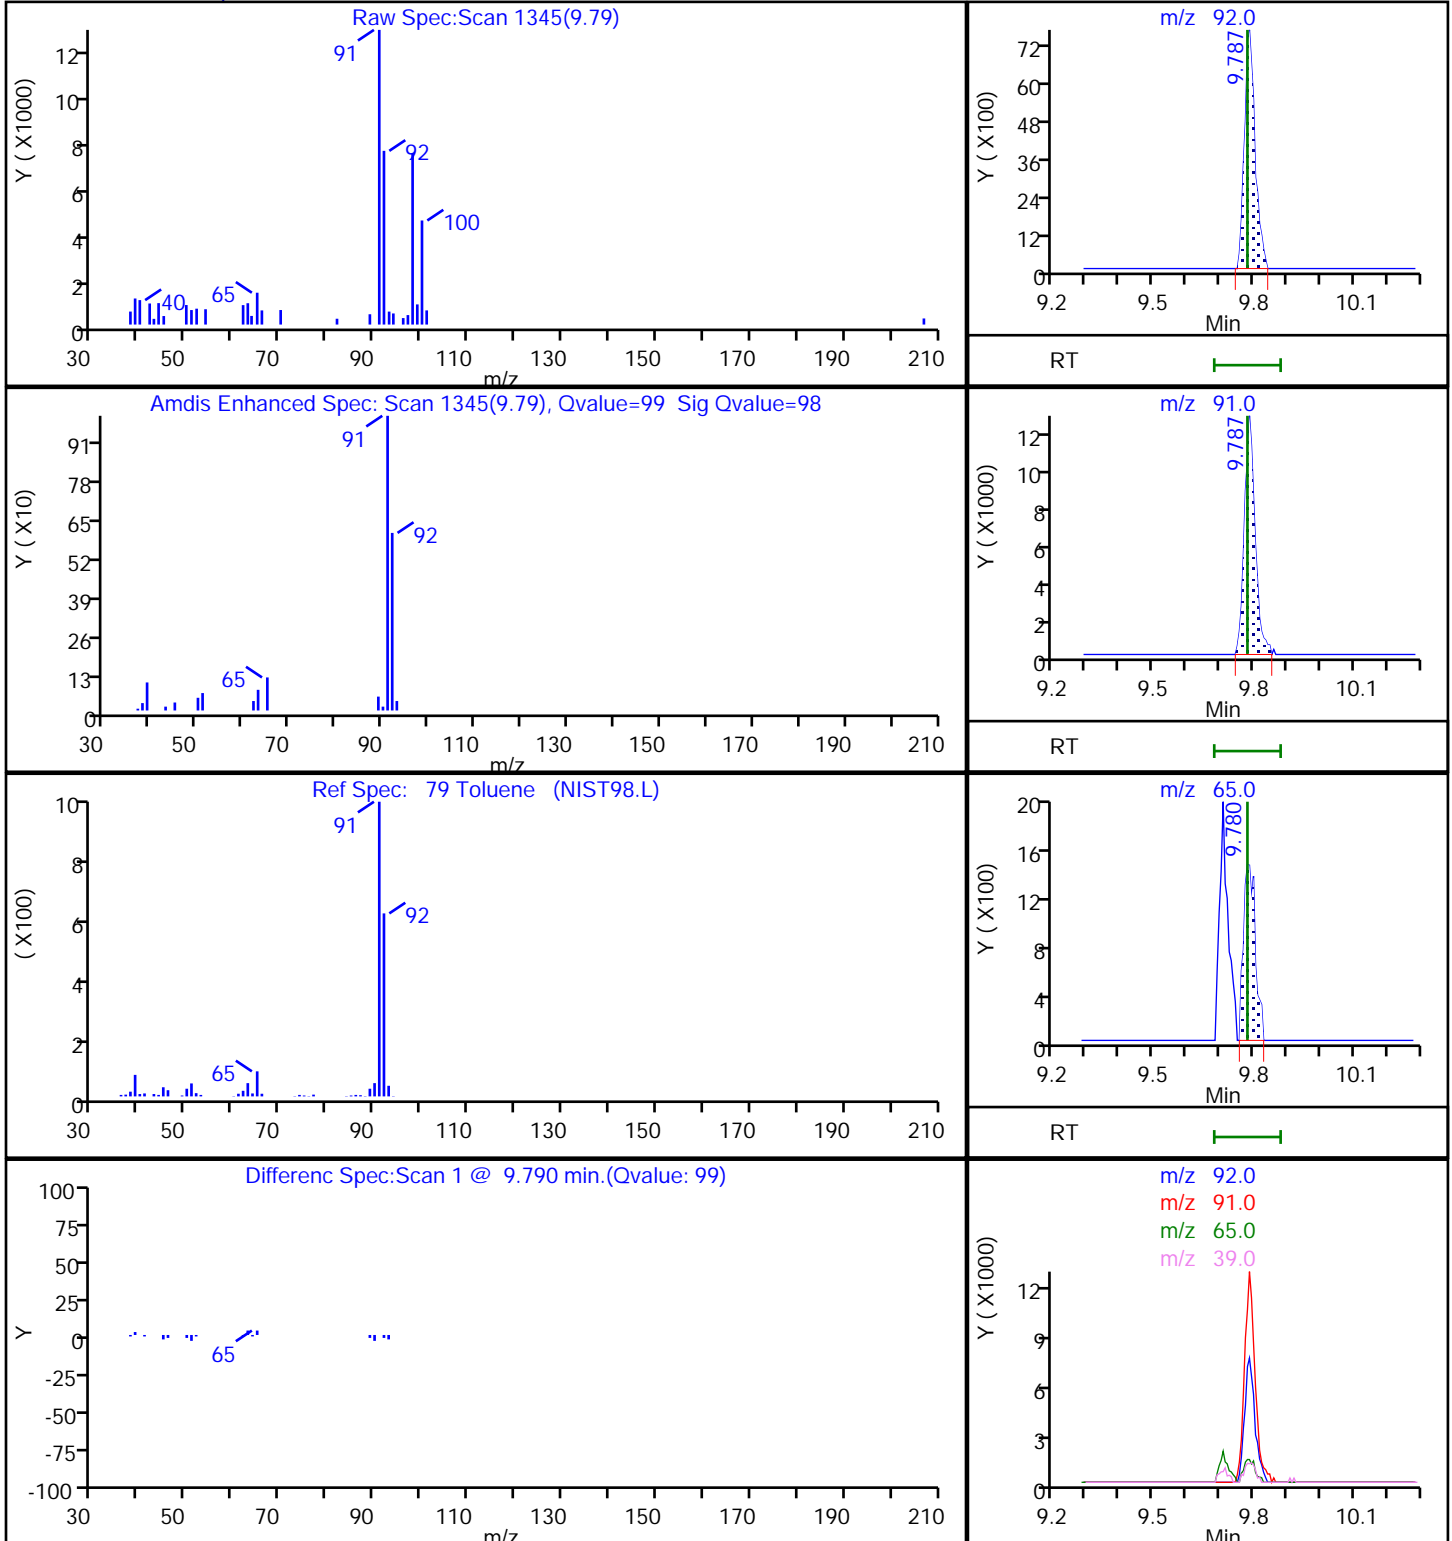 Raw Spec:Scan 1345(9.79)
Y ( X1000)
12
10
8
6
4
2
0
91
92
100
40
65
30 50 70 90 110 130 150 170 190 210
m/z
m/z 92.0
Y ( X100)
72
60
48
36
24
12
0
9.787
9.2 9.5 9.8 10.1
Min
RT
Amdis Enhanced Spec: Scan 1345(9.79), Qvalue=99 Sig Qvalue=98
Y ( X10)
91
78
65
52
39
26
13
0
91
92
65
30 50 70 90 110 130 150 170 190 210
m/z
m/z 91.0
Y ( X1000)
12
10
8
6
4
2
0
9.787
9.2 9.5 9.8 10.1
Min
RT
Ref Spec: 79 Toluene (NIST98.L)
( X100)
10
8
6
4
2
0
91
92
65
30 50 70 90 110 130 150 170 190 210
m/z 65.0
Y ( X100)
20
16
12
8
4
0
9.780
9.2 9.5 9.8 10.1
Min
RT
Differenc Spec:Scan 1 @ 9.790 min.(Qvalue: 99)
Y
100
75
50
25
0
-25
-50
-75
-100
65
30 50 70 90 110 130 150 170 190 210
m/z
m/z 92.0
m/z 91.0
m/z 65.0
m/z 39.0
Y ( X1000)
12
9
6
3
0
9.2 9.5 9.8 10.1
Min